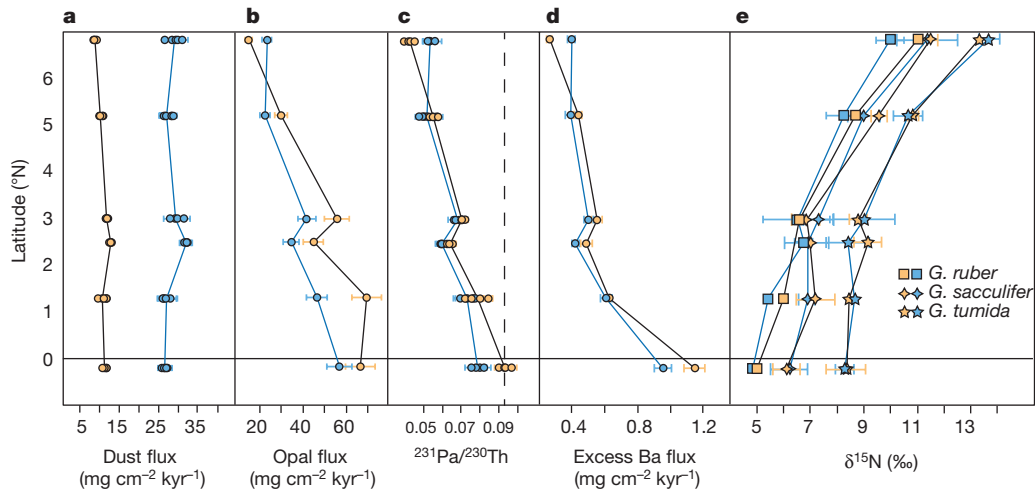 a
b
c
d
e
Latitude (°N)
6
5
4
3
2
1
0
5
15
25
35
20
40
60
0.05
0.07
0.09
0.4
0.8
1.2
5
7
9
11
13
G. ruber
G. sacculifer
G. tumida
Dust flux
(mg cm−2 kyr−1)
Opal flux
(mg cm−2 kyr−1)
231Pa/230Th
Excess Ba flux
(mg cm−2 kyr−1)
δ15N (‰)